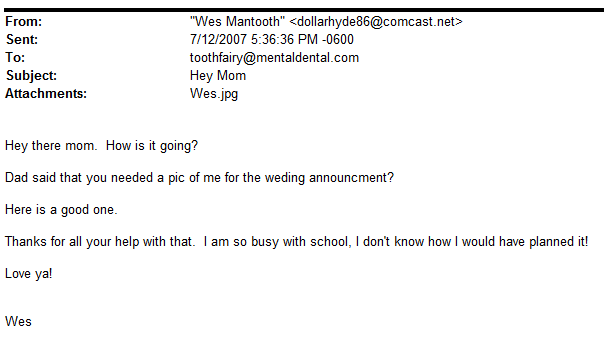 From: "Wes Mantooth" <dollarhyde86@comcast.net>
Sent: 7/12/2007 5:36:36 PM -0600
To: toothfairy@mentaldental.com
Subject: Hey Mom
Attachments: Wes.jpg
Hey there mom.  How is it going?
Dad said that you needed a pic of me for the weding announcment?
Here is a good one.
Thanks for all your help with that.  I am so busy with school, I don't know how I would have planned it!
Love ya!
Wes